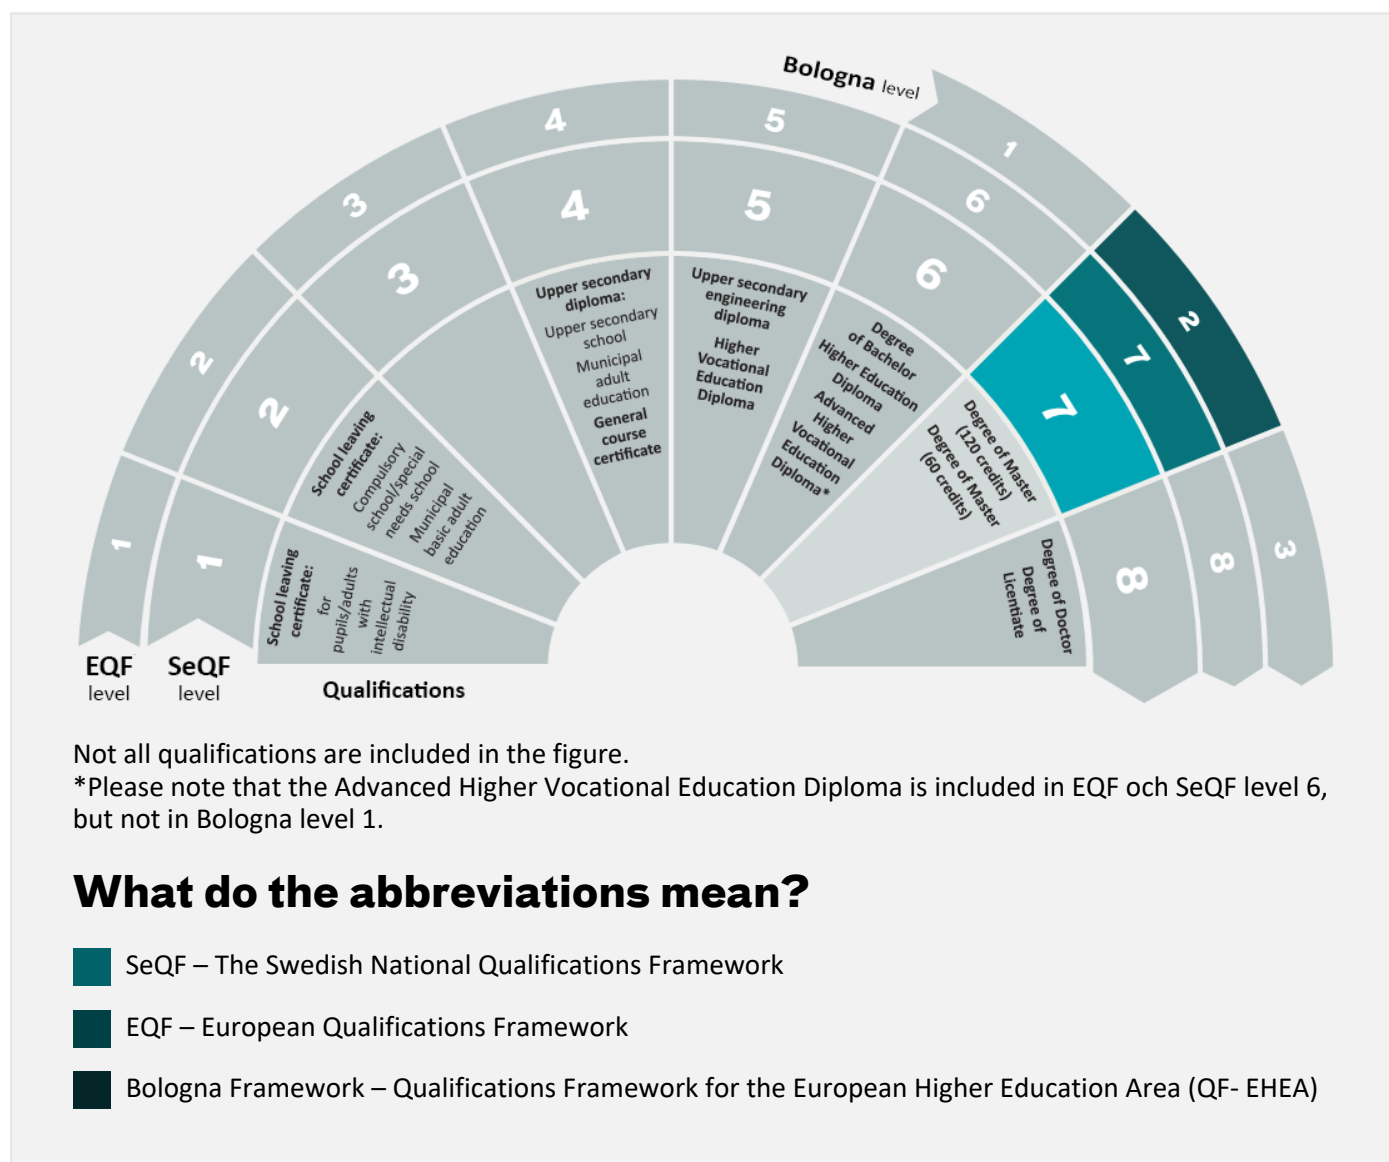 Bologna level
1
2
3
4
5
1
2
3
4
5
6
7
8
1
2
3
4
5
6
7
8
School leaving
certificate:
for
pupils/adults
with
intellectual
disability
School leaving
certificate:
Compulsory
school/special
needs school
Municipal
basic adult
education
Upper secondary
diploma:
Upper secondary
school
Municipal
adult
education
General
course
certificate
Upper secondary
engineering
diploma
Higher
Vocational
Education
Diploma
Degree
of Bachelor
Higher Education
Diploma
Advanced
Higher
Vocational
Education
Diploma*
Degree of Master
(120 credits)
Degree of Master
(60 credits)
Degree of Doctor
Degree of
Licentiate
EQF
level
SeQF
level
Qualifications
Not all qualifications are included in the figure.
*Please note that the Advanced Higher Vocational Education Diploma is included in EQF och SeQF level 6,
but not in Bologna level 1.
What do the abbreviations mean?
SeQF – The Swedish National Qualifications Framework
EQF – European Qualifications Framework
Bologna Framework – Qualifications Framework for the European Higher Education Area (QF- EHEA)